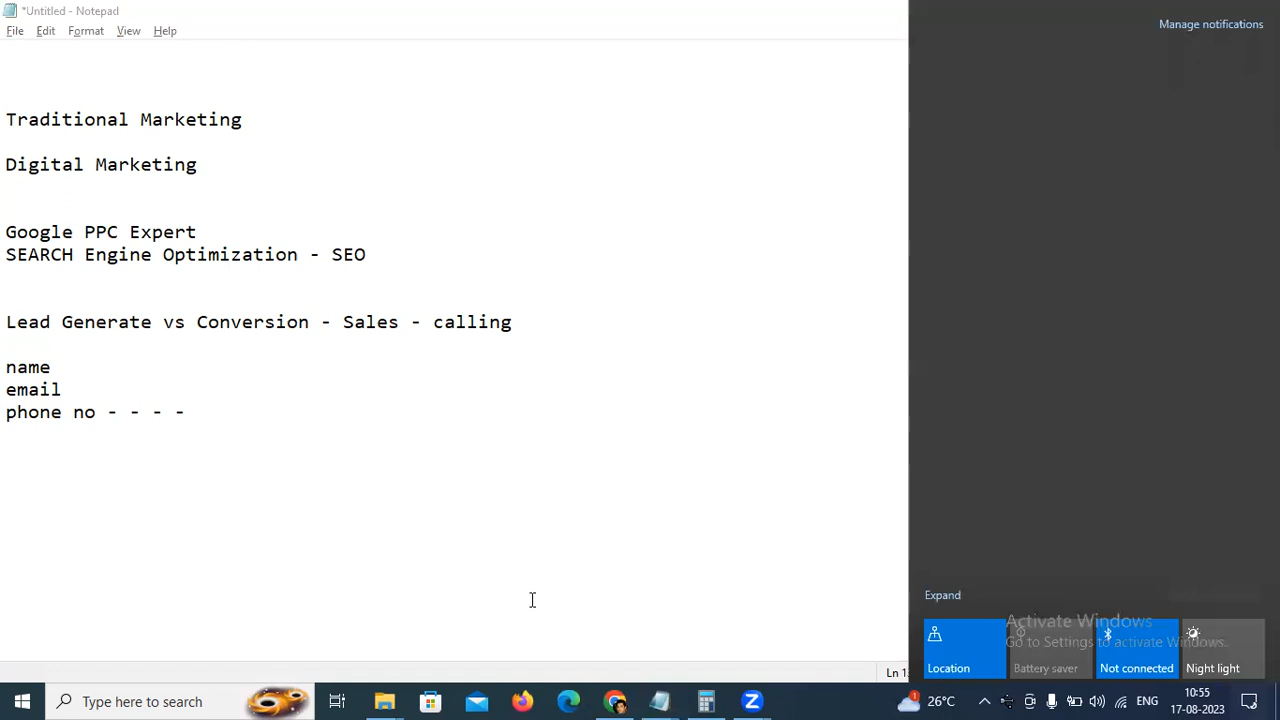 *Untitled - Notepad
File Edit Format View Help
Manage notifications
Traditional Marketing
Digital Marketing
Google PPC Expert
SEARCH Engine Optimization - SEO
Lead Generate vs Conversion - Sales - calling
name
email
phone no - - - -
Expand
Activate Windows
Go to Settings to activate Windows.
Location Battery saver Not connected Night light
Type here to search
26°C
ENG
10:55
17-08-2023